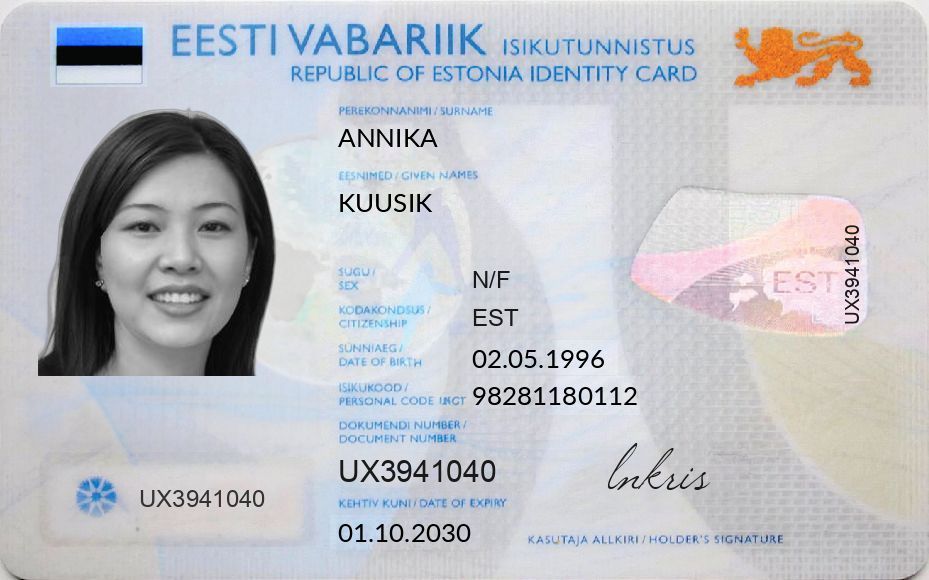 EESTI VABARIIK ISIKUTUNNISTUS
REPUBLIC OF ESTONIA IDENTITY CARD
PEREKONNANIMI / SURNAME
ANNIKA
EESNIMED / GIVEN NAMES
KUUSIK
SUGU /
SEX
N/F
KODAKONDSUS /
CITIZENSHIP
EST
SÜNNIAEG /
DATE OF BIRTH
02.05.1996
ISIKUKOOD /
PERSONAL CODE
98281180112
DOKUMENDI NUMBER /
DOCUMENT NUMBER
UX3941040
KEHTIV KUNI / DATE OF EXPIRY
01.10.2030
UX3941040
EST
UX3941040
KASUTAJA ALLKIRI / HOLDER'S SIGNATURE